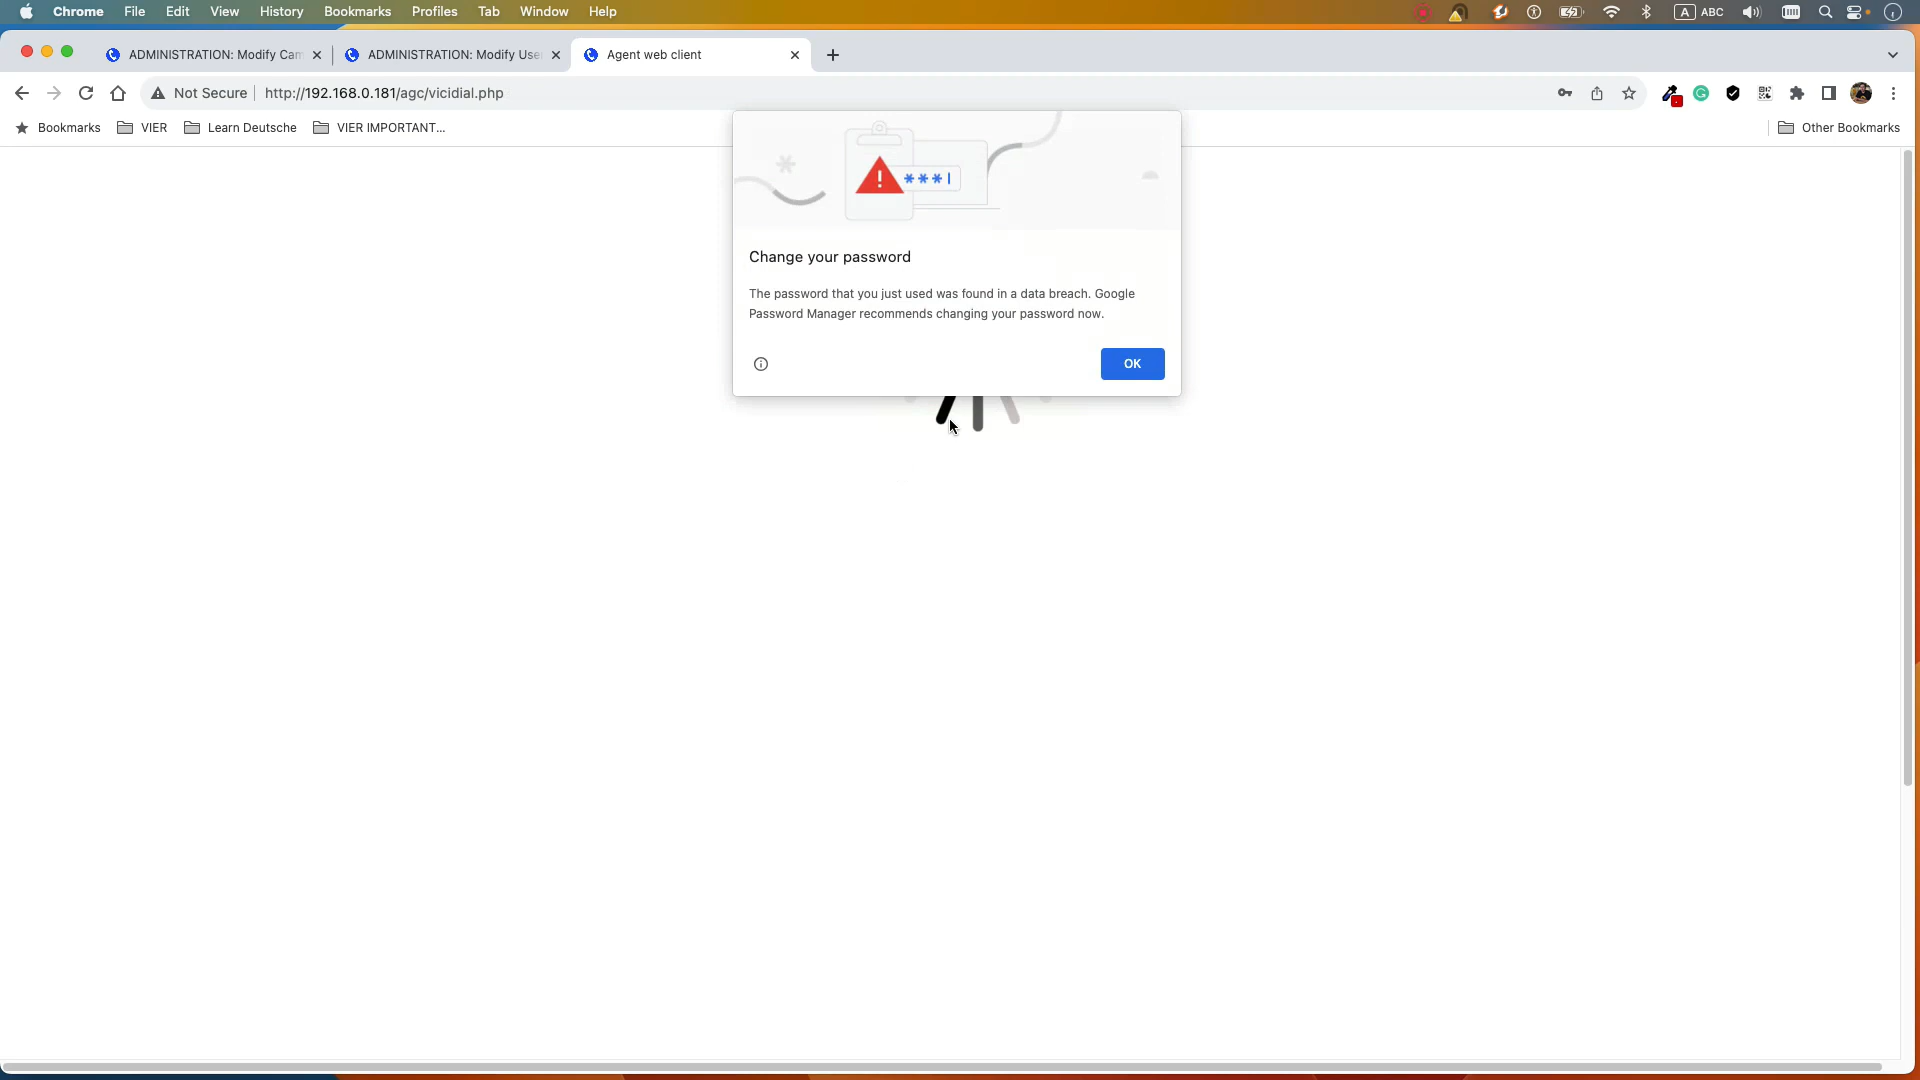 Chrome File Edit View History Bookmarks Profiles Tab Window Help A ABC
ADMINISTRATION: Modify Cam ADMINISTRATION: Modify Use Agent web client
Not Secure http://192.168.0.181/agc/vicidial.php
Bookmarks VIER Learn Deutsche VIER IMPORTANT... Other Bookmarks
***
Change your password
The password that you just used was found in a data breach. Google
Password Manager recommends changing your password now.
OK